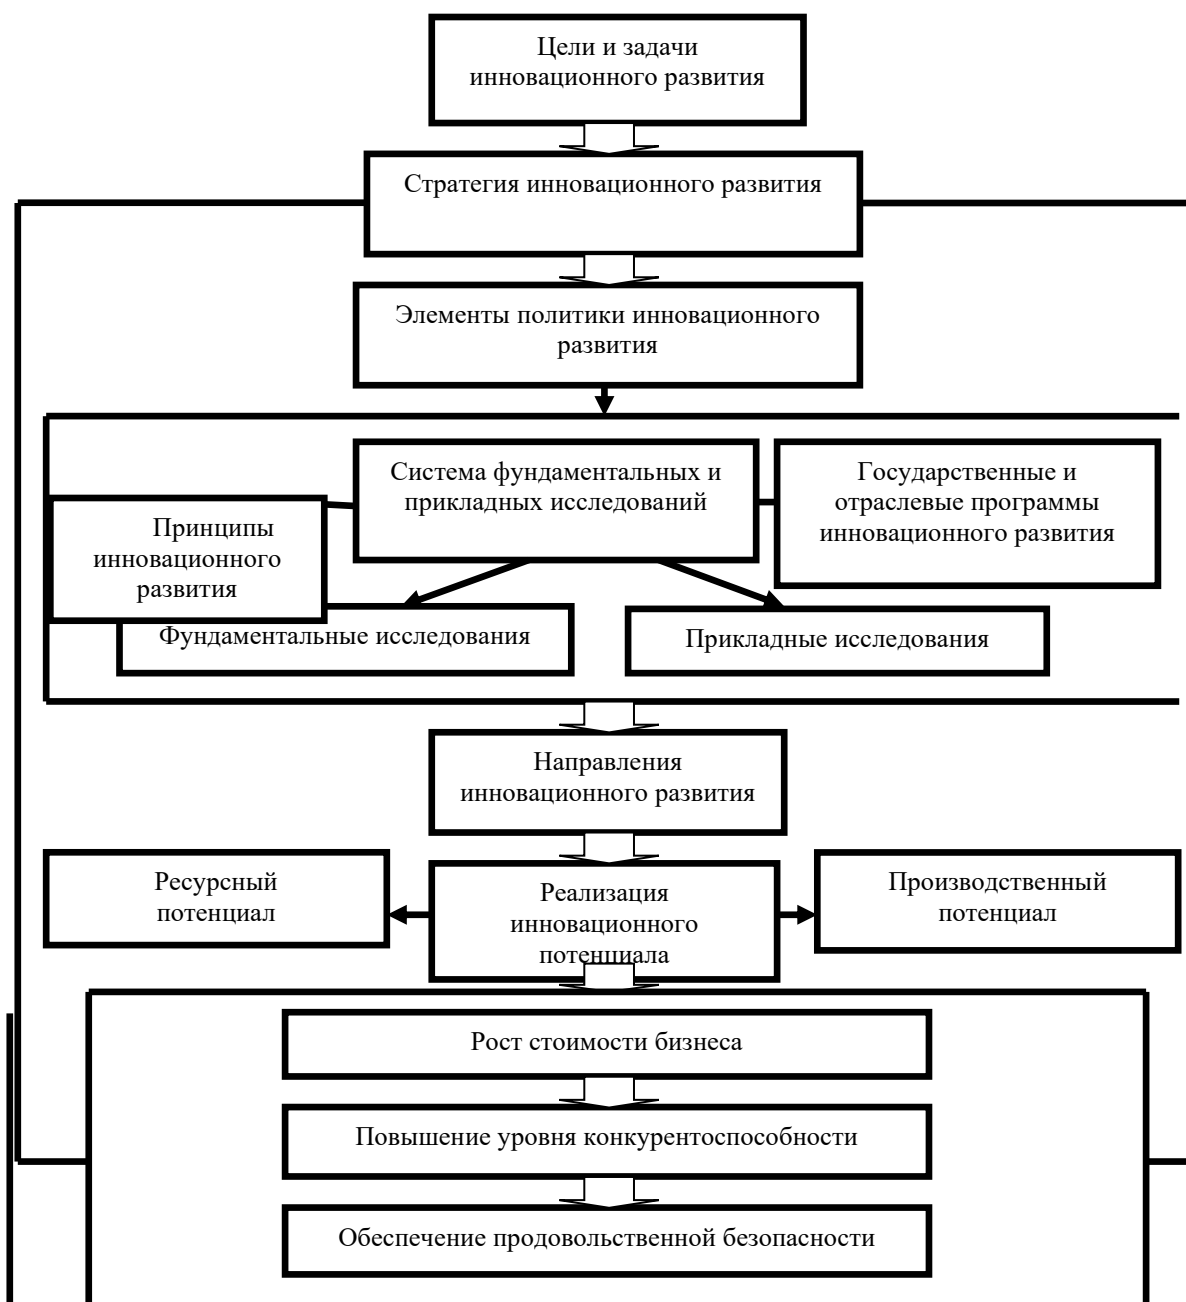 Цели и задачи
инновационного развития
Стратегия инновационного развития
Элементы политики инновационного
развития
Система фундаментальных и
прикладных исследований
Государственные и
отраслевые программы
инновационного развития
Принципы
инновационного
развития
Фундаментальные исследования
Прикладные исследования
Направления
инновационного развития
Ресурсный
потенциал
Реализация
инновационного
потенциала
Производственный
потенциал
Рост стоимости бизнеса
Повышение уровня конкурентоспособности
Обеспечение продовольственной безопасности